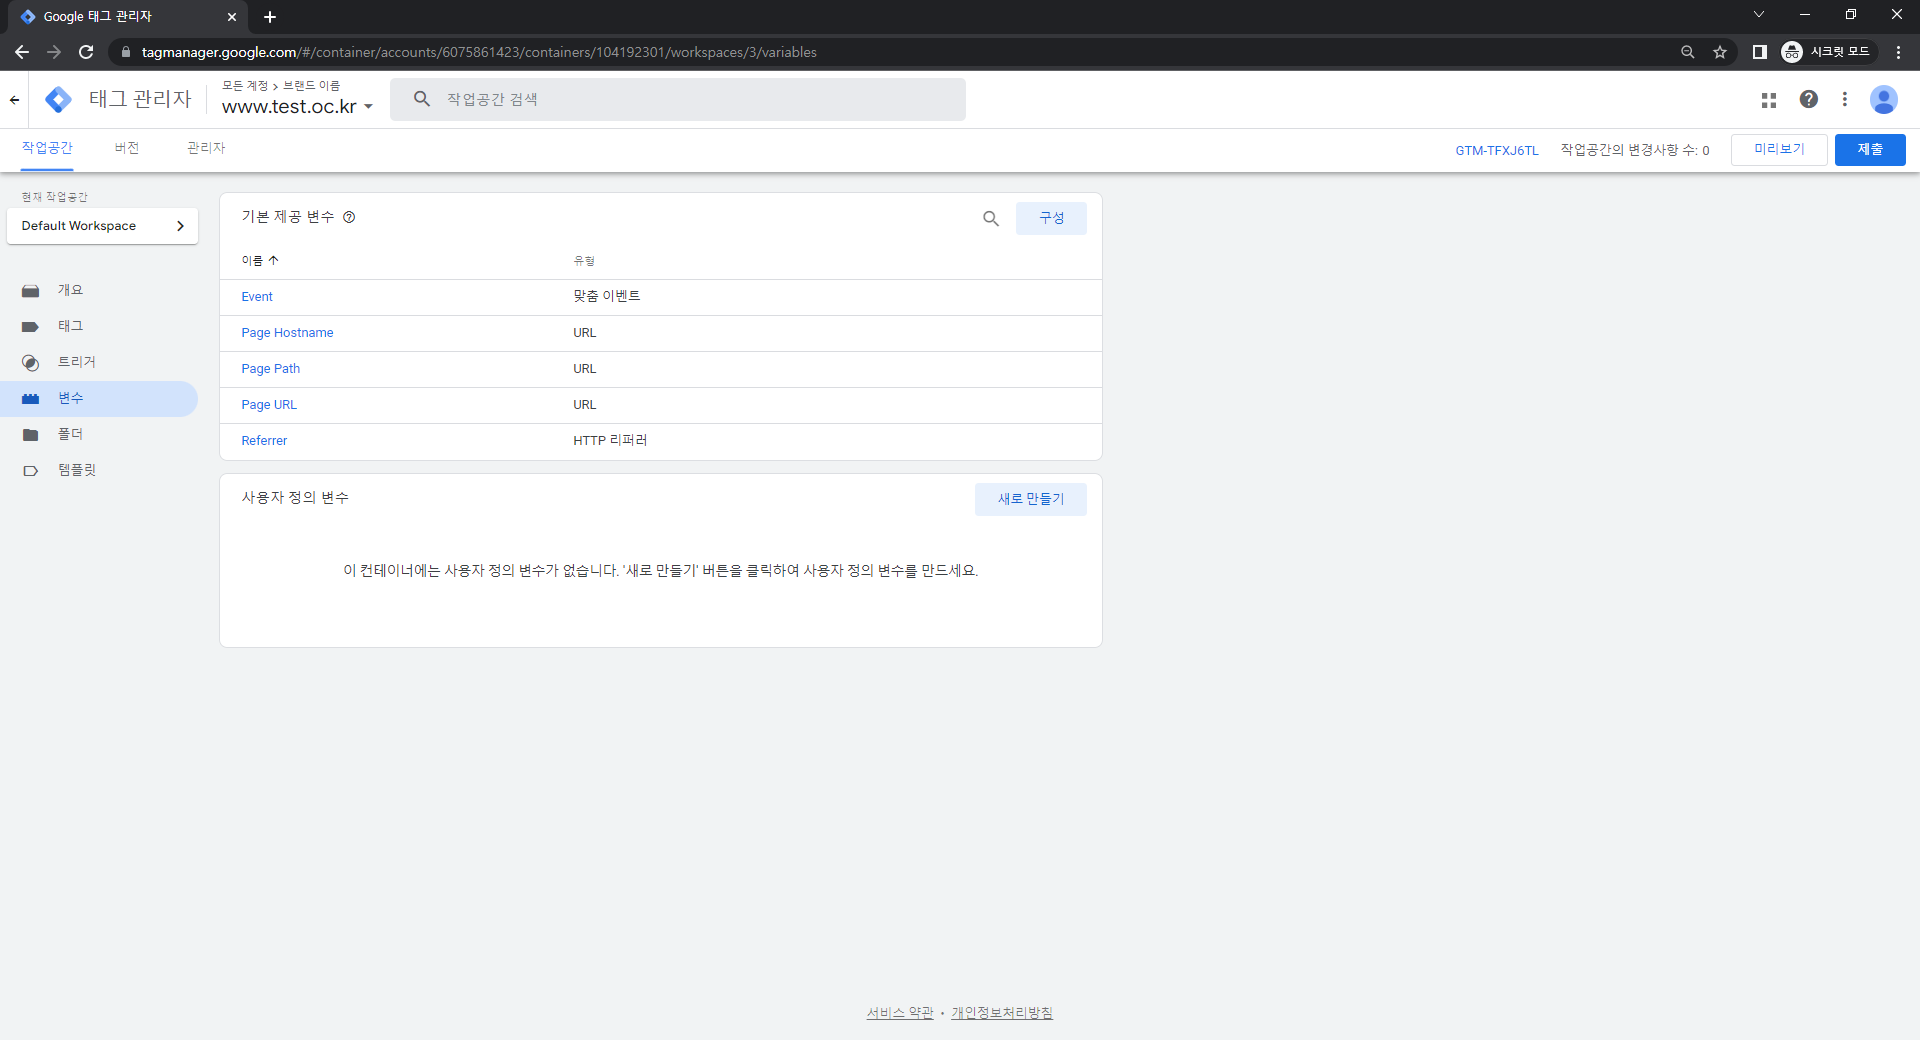 Google 태그 관리자
tagmanager.google.com/#/container/accounts/6075861423/containers/104192301/workspaces/3/variables
시크릿 모드
태그 관리자
모든 계정 > 브랜드 이름
www.test.oc.kr
작업공간 검색
작업공간 버전 관리자
GTM-TFXJ6TL 작업공간의 변경사항 수: 0 미리보기 제출
현재 작업공간
Default Workspace
개요
태그
트리거
변수
폴더
템플릿
기본 제공 변수
구성
이름 유형
Event 맞춤 이벤트
Page Hostname URL
Page Path URL
Page URL URL
Referrer HTTP 리퍼러
사용자 정의 변수
새로 만들기
이 컨테이너에는 사용자 정의 변수가 없습니다. '새로 만들기' 버튼을 클릭하여 사용자 정의 변수를 만드세요.
서비스 약관 • 개인정보처리방침